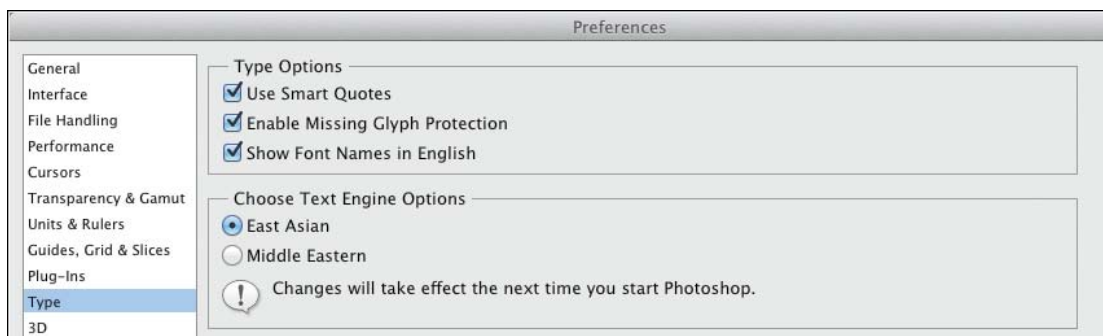 Preferences
General
Interface
File Handling
Performance
Cursors
Transparency & Gamut
Units & Rulers
Guides, Grid & Slices
Plug-Ins
Type
3D
Type Options
Use Smart Quotes
Enable Missing Glyph Protection
Show Font Names in English
Choose Text Engine Options
East Asian
Middle Eastern
Changes will take effect the next time you start Photoshop.